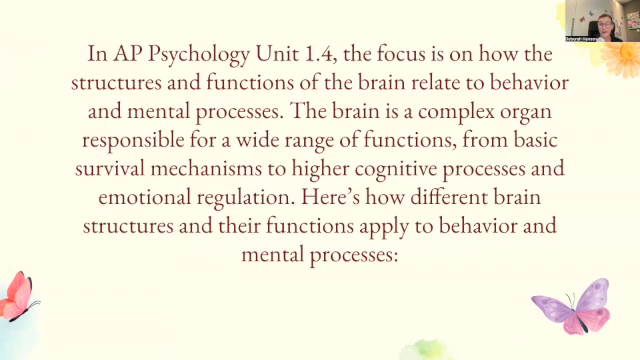 In AP Psychology Unit 1.4, the focus is on how the
structures and functions of the brain relate to behavior
and mental processes. The brain is a complex organ
responsible for a wide range of functions, from basic
survival mechanisms to higher cognitive processes and
emotional regulation. Here’s how different brain
structures and their functions apply to behavior and
mental processes:
Deborah